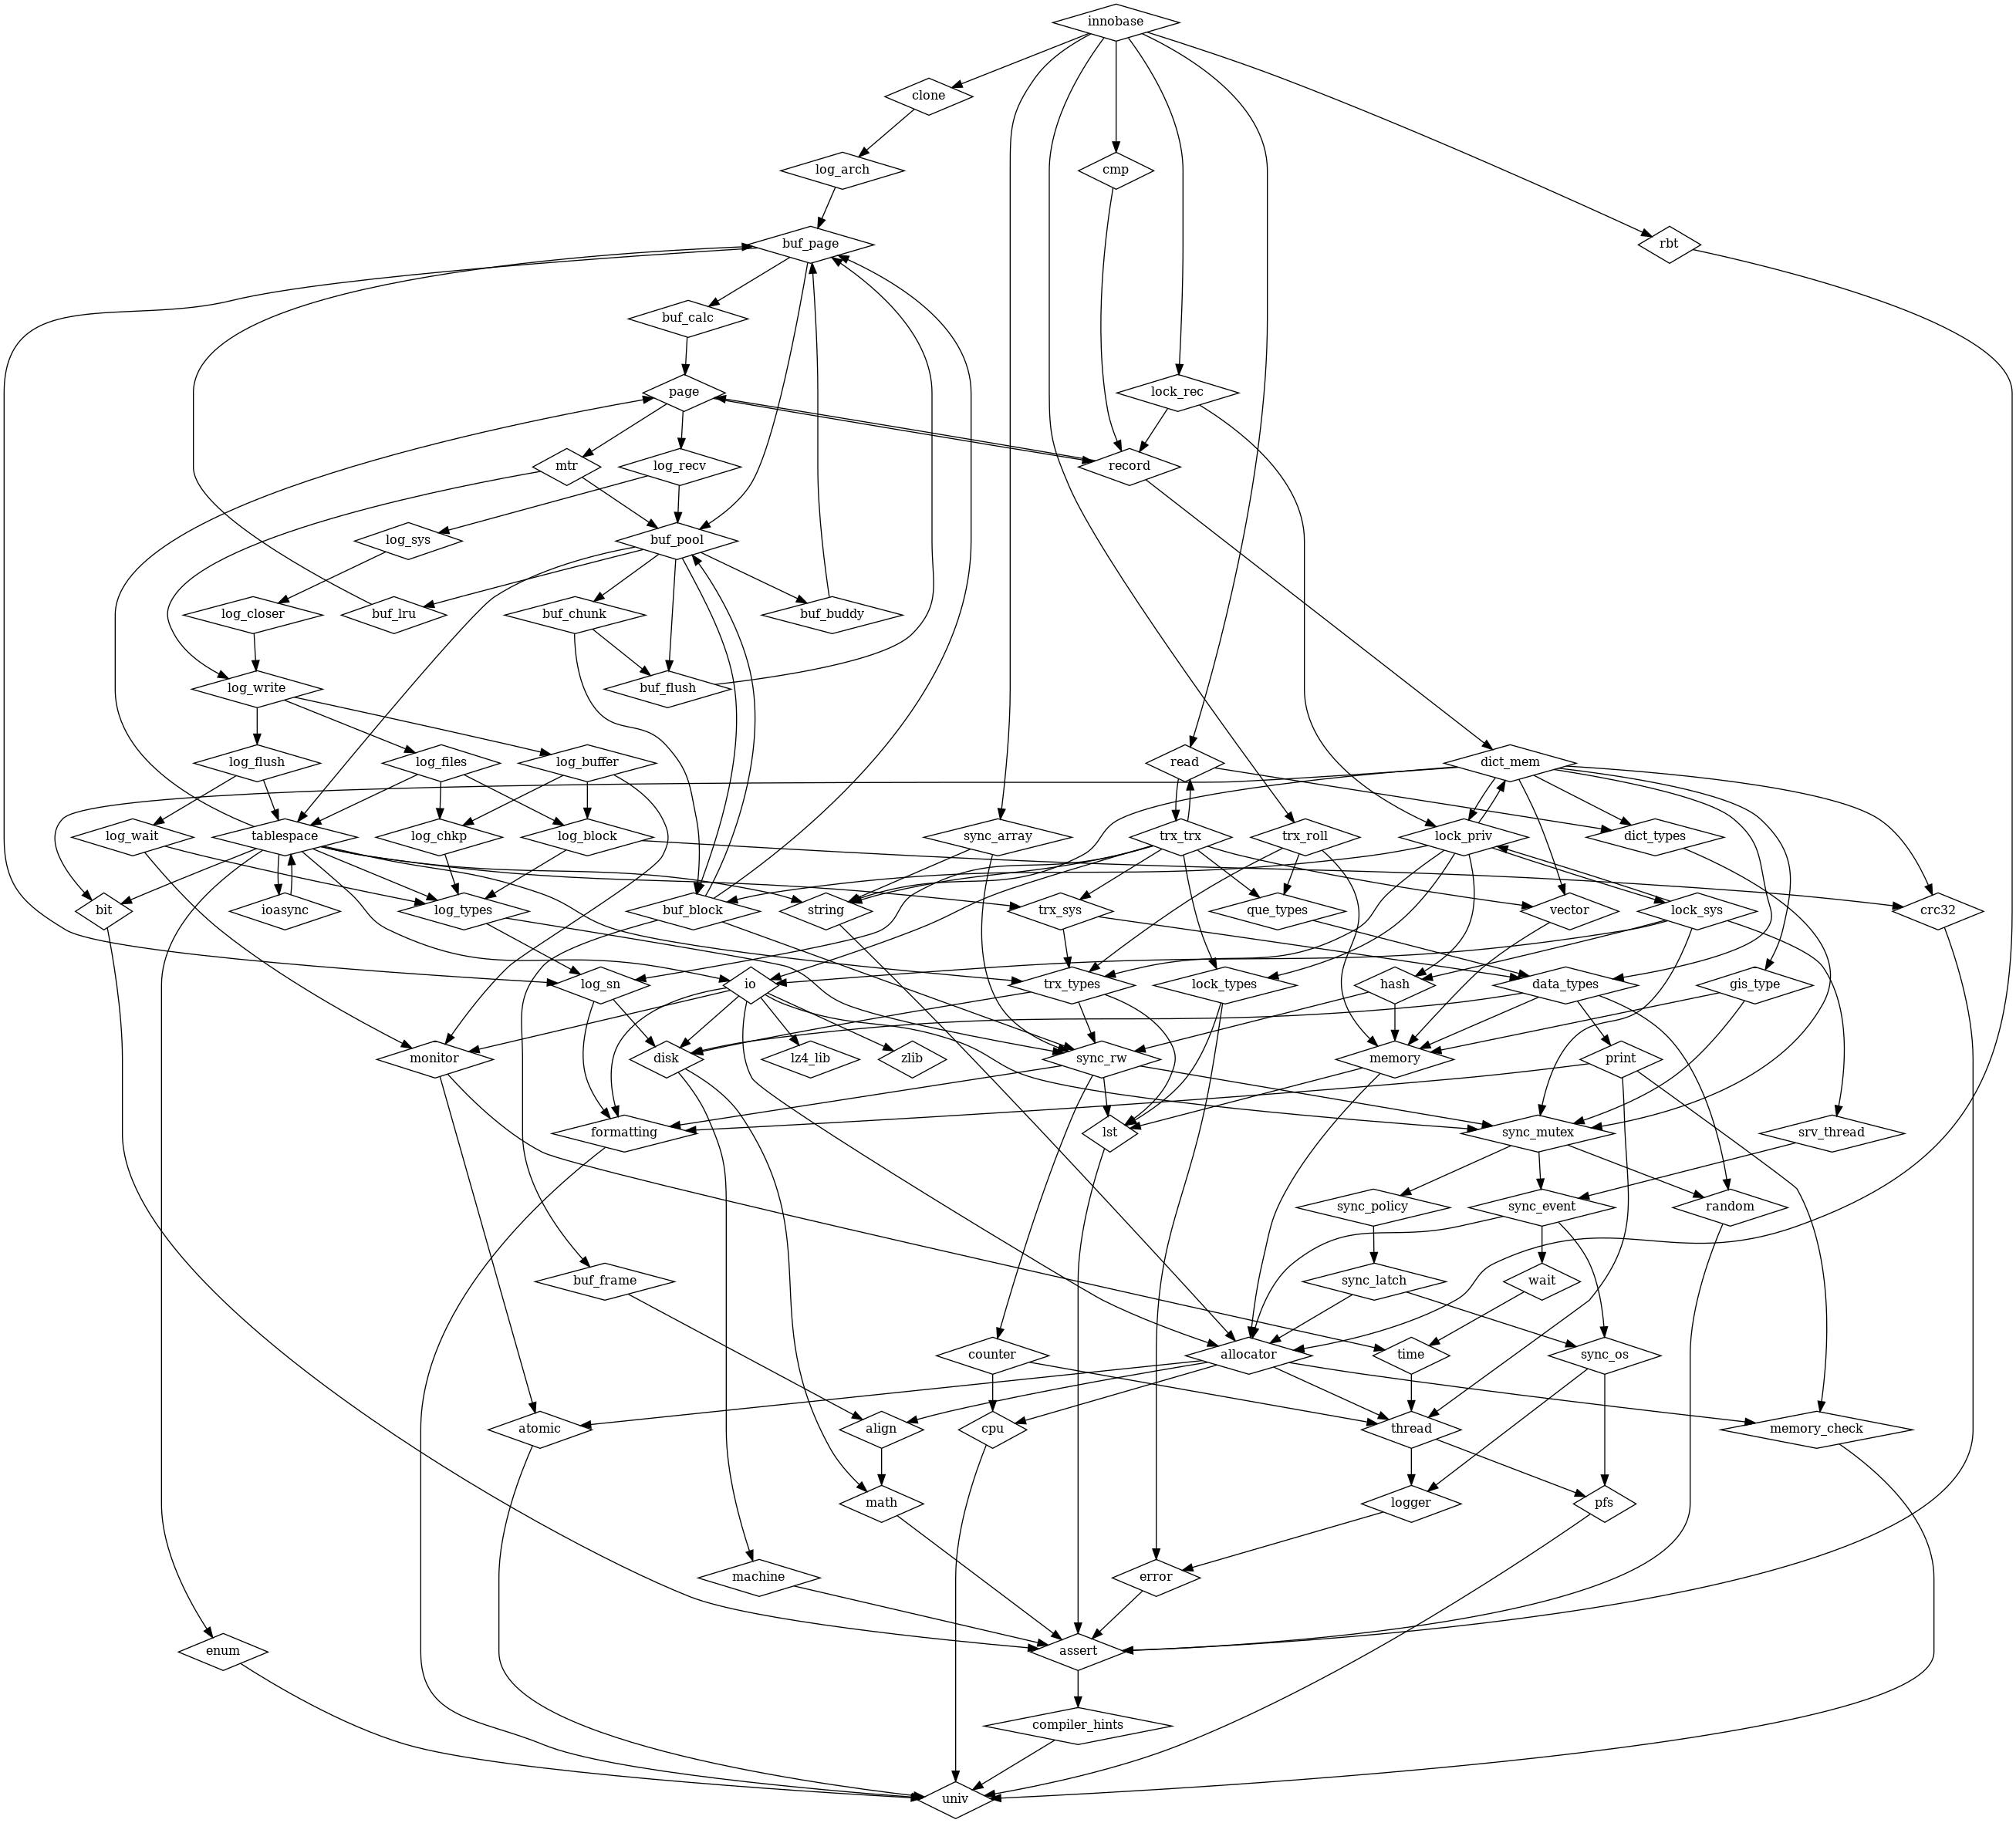 innobase
clone
log_arch
cmp
buf_page
rbt
buf_calc
page
lock_rec
mtr
log_recv
record
log_sys
buf_pool
log_closer
buf_lru
buf_chunk
buf_buddy
log_write
buf_flush
log_flush
log_files
log_buffer
read
dict_mem
log_wait
tablespace
log_chkp
log_block
sync_array
trx_trx
trx_roll
lock_priv
dict_types
bit
ioasync
log_types
buf_block
string
trx_sys
que_types
vector
lock_sys
crc32
log_sn
io
trx_types
lock_types
hash
data_types
gis_type
monitor
disk
lz4_lib
zlib
sync_rw
memory
print
formatting
lst
sync_mutex
srv_thread
sync_policy
sync_event
random
buf_frame
sync_latch
wait
counter
allocator
time
sync_os
atomic
align
cpu
thread
memory_check
math
logger
pfs
machine
error
enum
assert
compiler_hints
univ